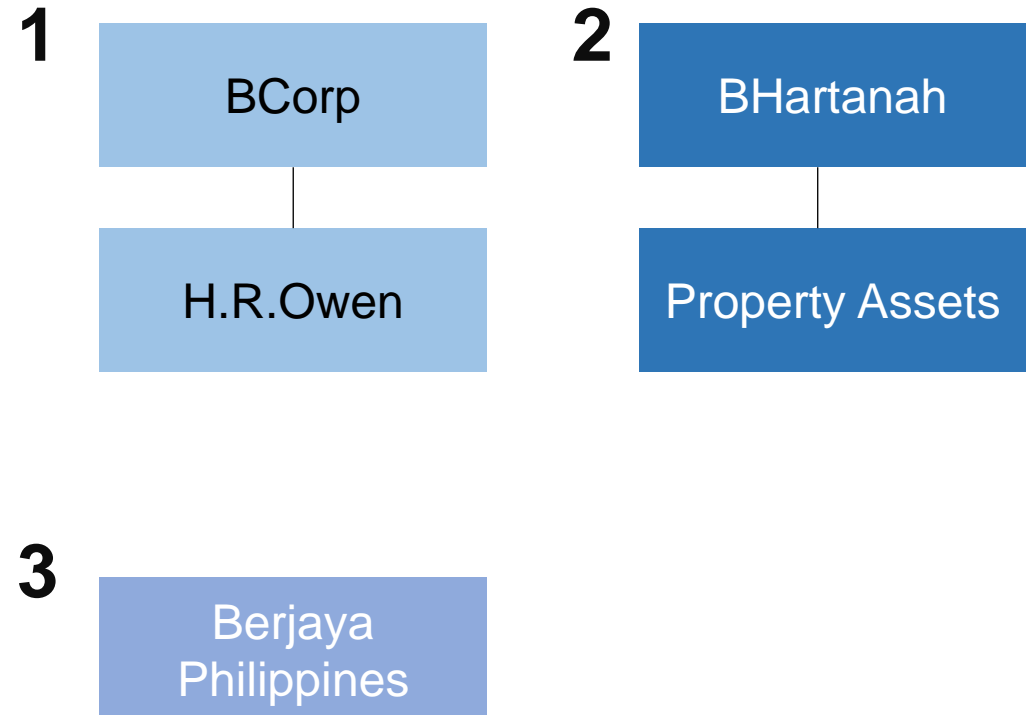 1
BCorp
H.R.Owen
2
BHartanah
Property Assets
3
Berjaya
Philippines